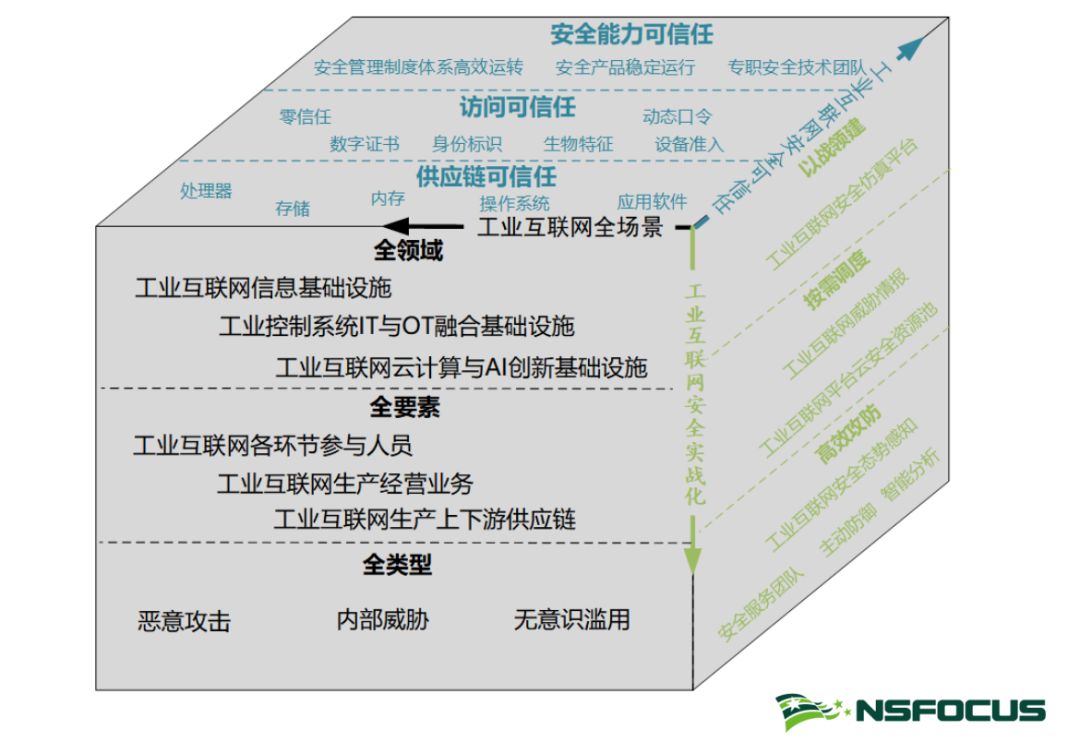 安全能力可信任
安全管理制度体系高效运转 安全产品稳定运行 专职安全技术团队
访问可信任
零信任 动态口令
数字证书 身份标识 生物特征 设备准入
供应链可信任
处理器 存储 内存 操作系统 应用软件
工业互联网安全可信任
工业互联网全场景
全领域
工业互联网信息基础设施
工业控制系统IT与OT融合基础设施
工业互联网云计算与AI创新基础设施
全要素
工业互联网各环节参与人员
工业互联网生产经营业务
工业互联网生产上下游供应链
全类型
恶意攻击 内部威胁 无意识滥用
工业互联网安全实战化
以战领建
工业互联网安全仿真平台
按需调度
工业互联网威胁情报
工业互联网平台云安全资源池
高效攻防
工业互联网安全态势感知
主动防御 智能分析
安全服务团队
NSFOCUS